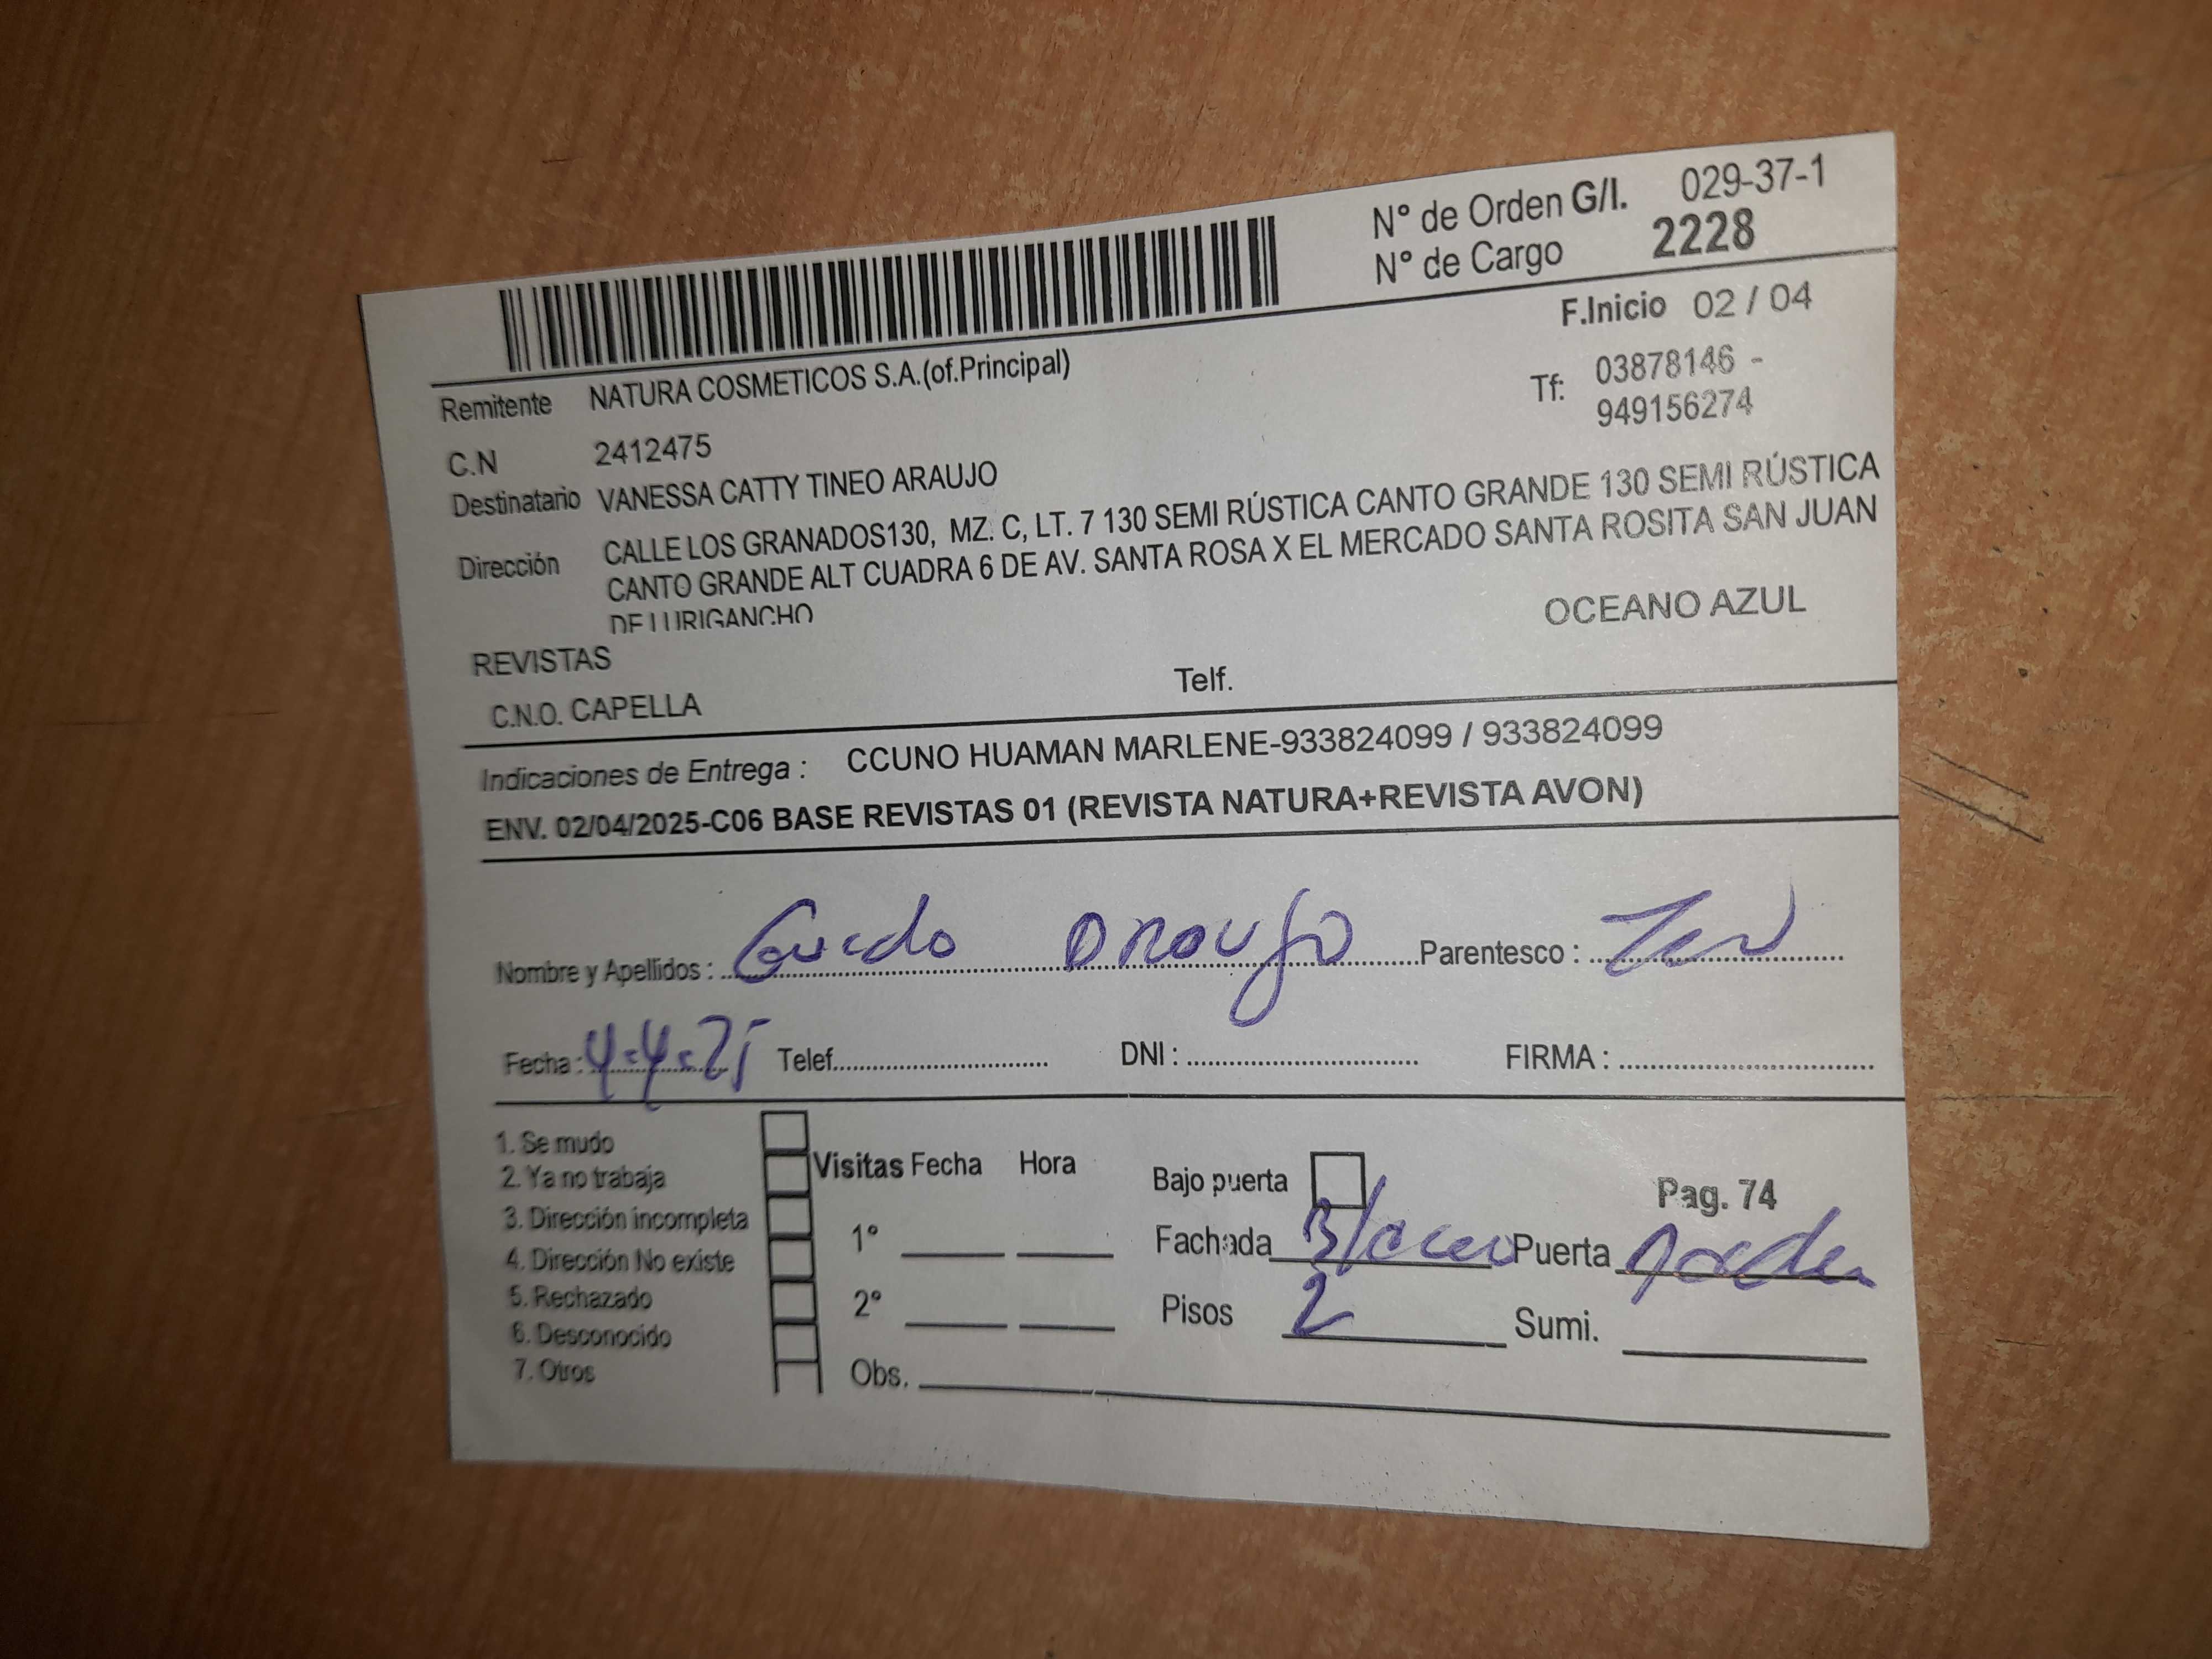 N° de Orden G/I. 029-37-1
N° de Cargo 2228
F.Inicio 02 / 04
Remitente NATURA COSMETICOS S.A.(of.Principal)
Tf: 03878146 -
949156274
C.N 2412475
Destinatario VANESSA CATTY TINEO ARAUJO
Dirección CALLE LOS GRANADOS130, MZ. C, LT. 7 130 SEMI RÚSTICA CANTO GRANDE 130 SEMI RÚSTICA
CANTO GRANDE ALT CUADRA 6 DE AV. SANTA ROSA X EL MERCADO SANTA ROSITA SAN JUAN
DE LURIGANCHO
OCEANO AZUL
REVISTAS
C.N.O. CAPELLA Telf.
Indicaciones de Entrega : CCUNO HUAMAN MARLENE-933824099 / 933824099
ENV. 02/04/2025-C06 BASE REVISTAS 01 (REVISTA NATURA+REVISTA AVON)
Nombre y Apellidos : Araujo Parentesco :
Fecha : 4-4-25 Telef. DNI : FIRMA :
1. Se mudo
2. Ya no trabaja
3. Dirección incompleta
4. Dirección No existe
5. Rechazado
6. Desconocido
7. Otros
Visitas Fecha Hora
1°
2°
Obs.
Bajo puerta
Pag. 74
Fachada Blanco Puerta
Pisos 2 Sumi.